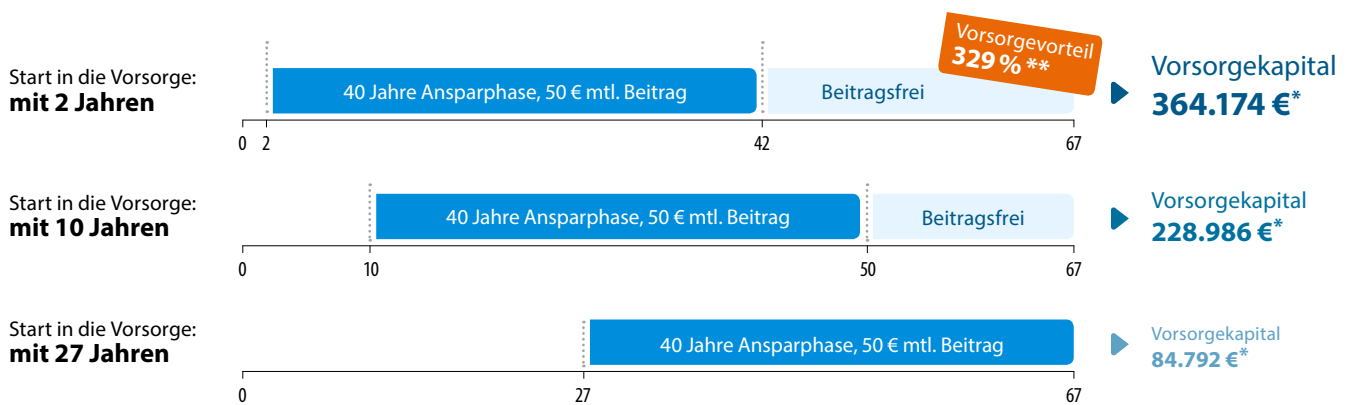 Start in die Vorsorge:
mit 2 Jahren
40 Jahre Ansparphase, 50 € mtl. Beitrag
Beitragsfrei
Vorsorgevorteil
329 % **
Vorsorgekapital
364.174 €*
0 2 42 67
Start in die Vorsorge:
mit 10 Jahren
40 Jahre Ansparphase, 50 € mtl. Beitrag
Beitragsfrei
Vorsorgekapital
228.986 €*
0 10 50 67
Start in die Vorsorge:
mit 27 Jahren
40 Jahre Ansparphase, 50 € mtl. Beitrag
Vorsorgekapital
84.792 €*
0 27 67